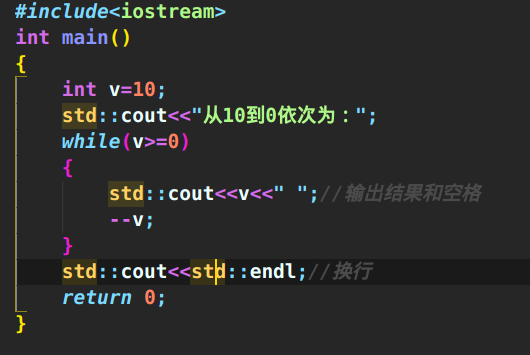 #include<iostream>
int main()
{
    int v=10;
    std::cout<<"从10到0依次为：";
    while(v>=0)
    {
        std::cout<<v<<" ";//输出结果和空格
        --v;
    }
    std::cout<<std::endl;//换行
    return 0;
}